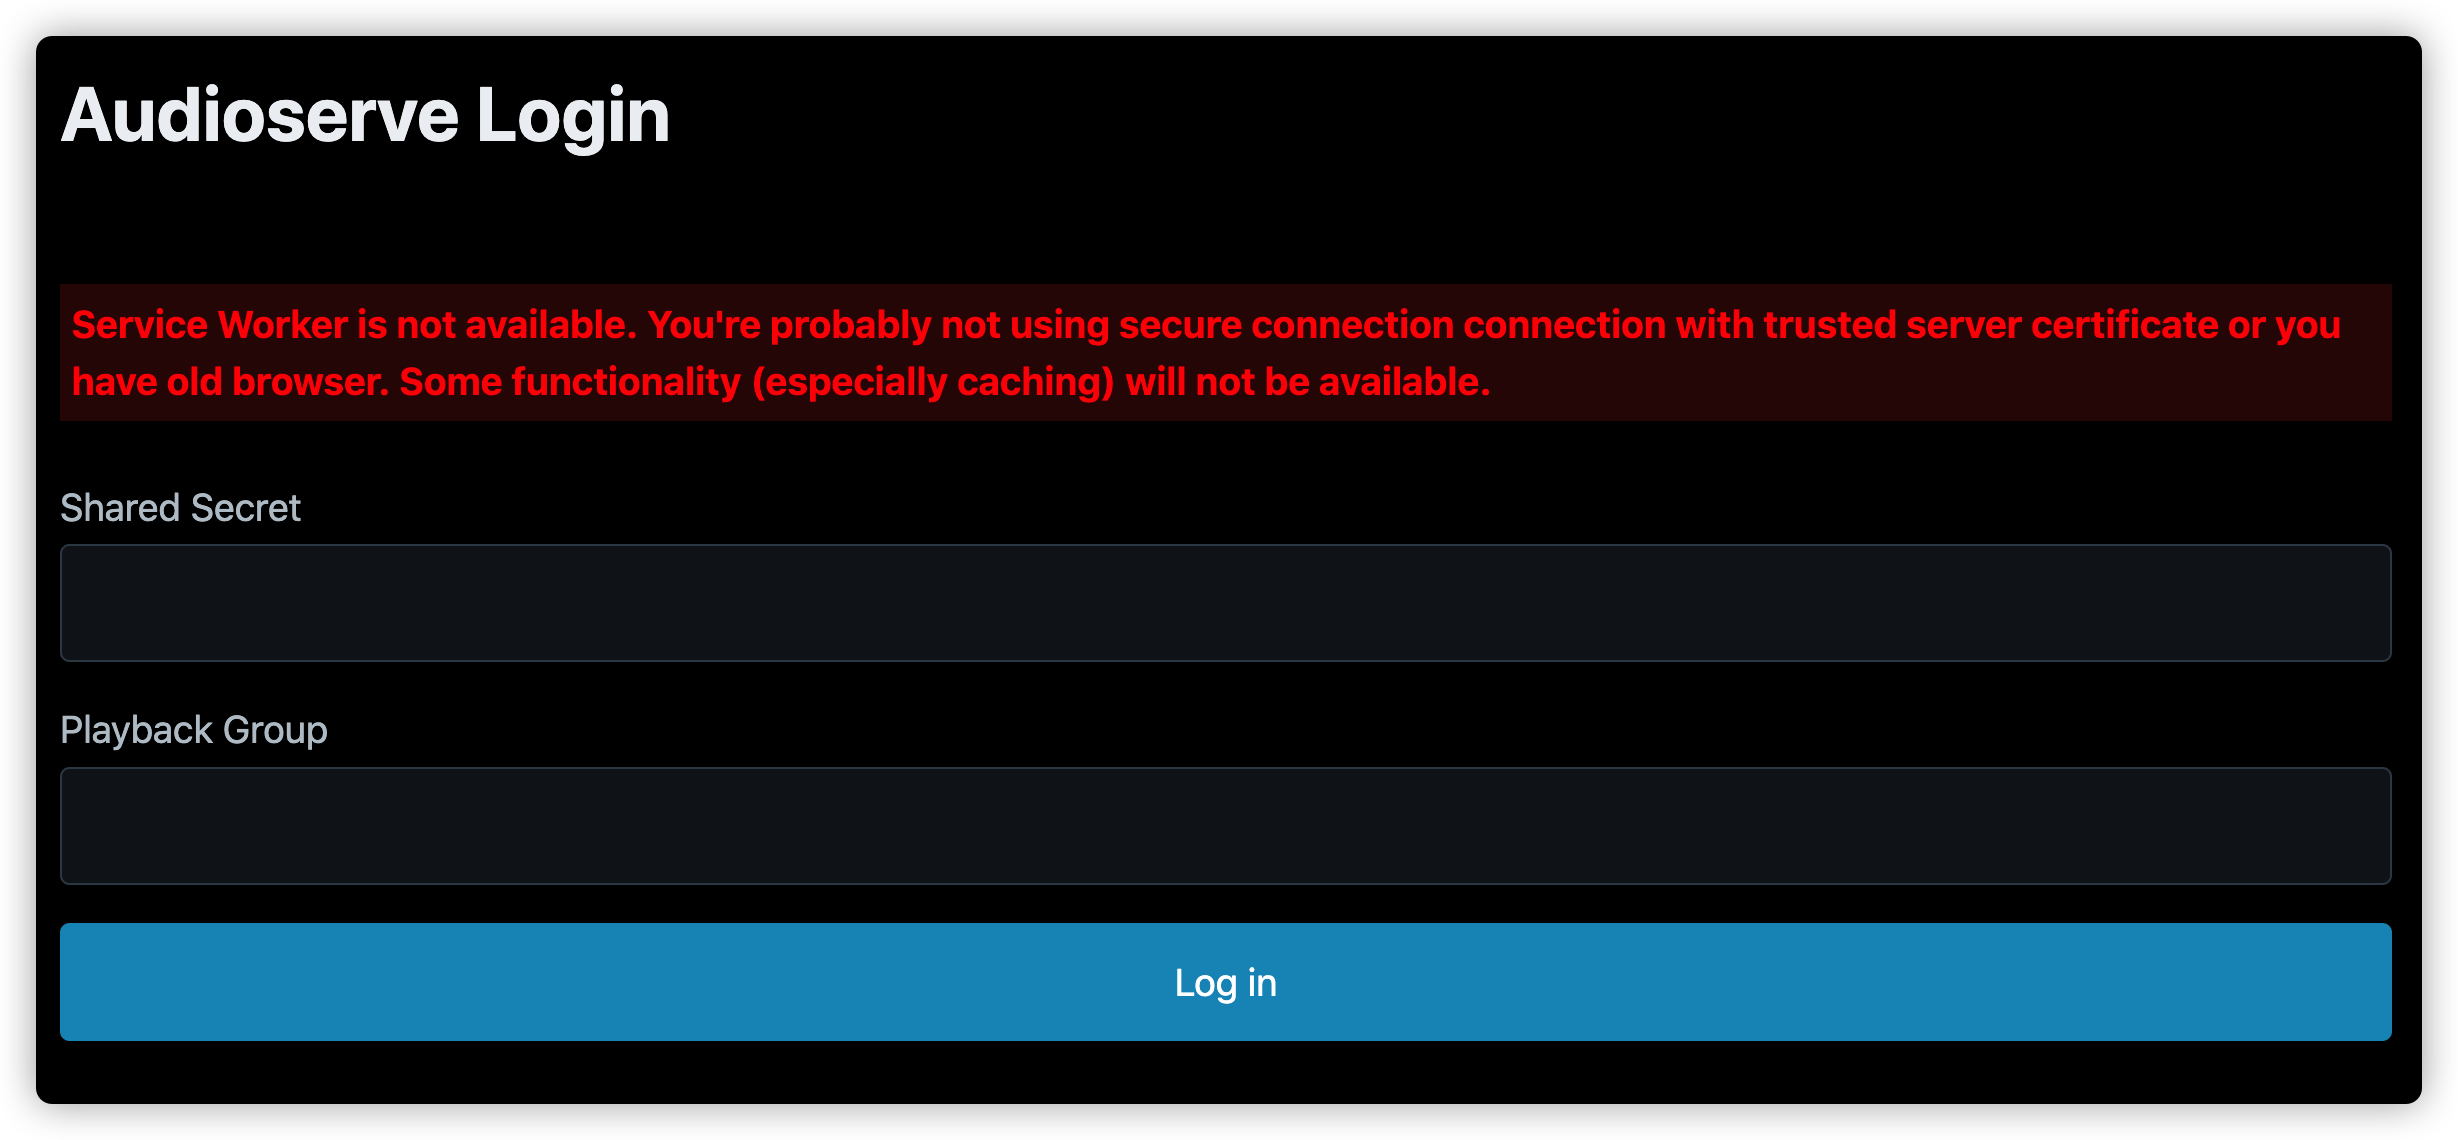 Audioserve Login
Service Worker is not available. You're probably not using secure connection connection with trusted server certificate or you
have old browser. Some functionality (especially caching) will not be available.
Shared Secret
Playback Group
Log in